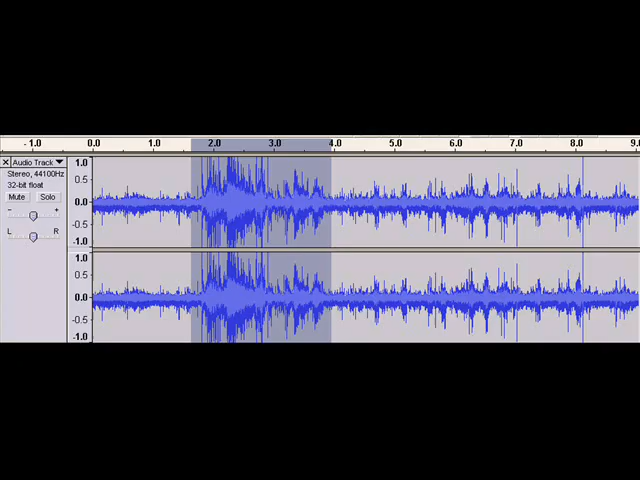 - 1.0 0.0 1.0 2.0 3.0 4.0 5.0 6.0 7.0 8.0 9.0
X Audio Track 1.0
Stereo, 44100Hz
32-bit float 0.5
Mute Solo
- + 0.0
L R -0.5
-1.0
1.0
0.5
0.0
-0.5
-1.0